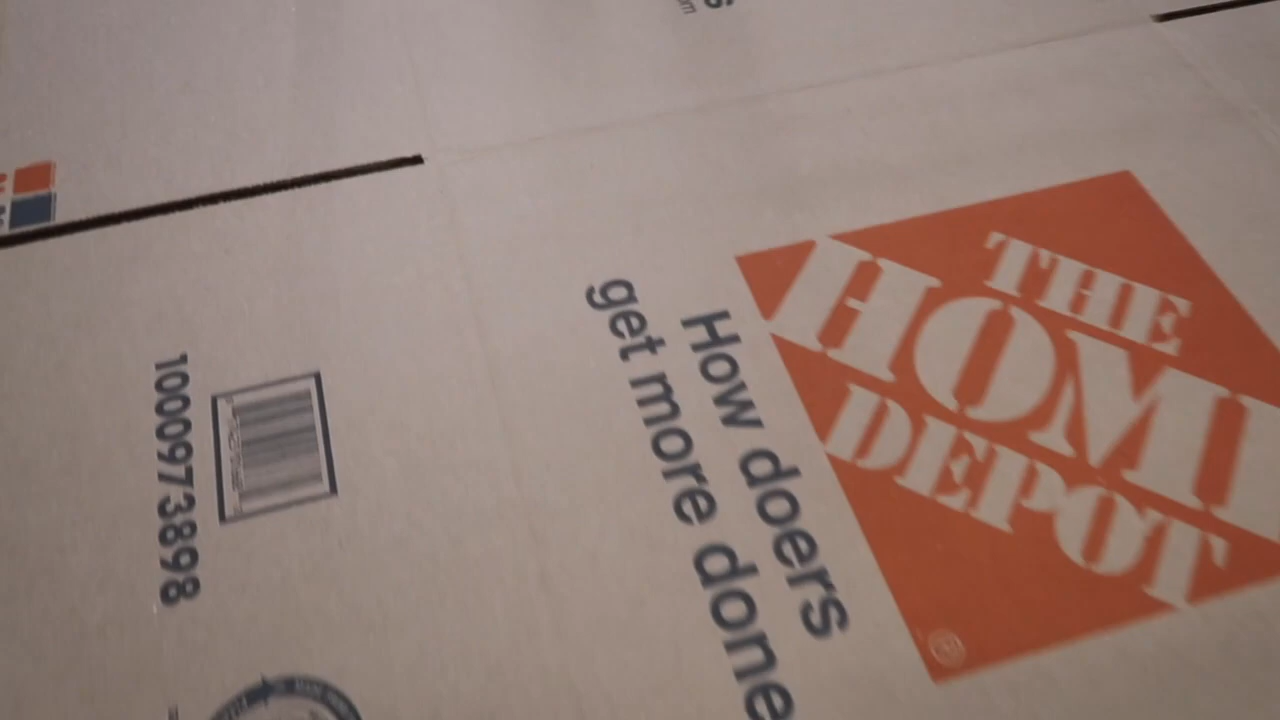 THE
HOME
DEPOT
How doers
get more done
1000973898